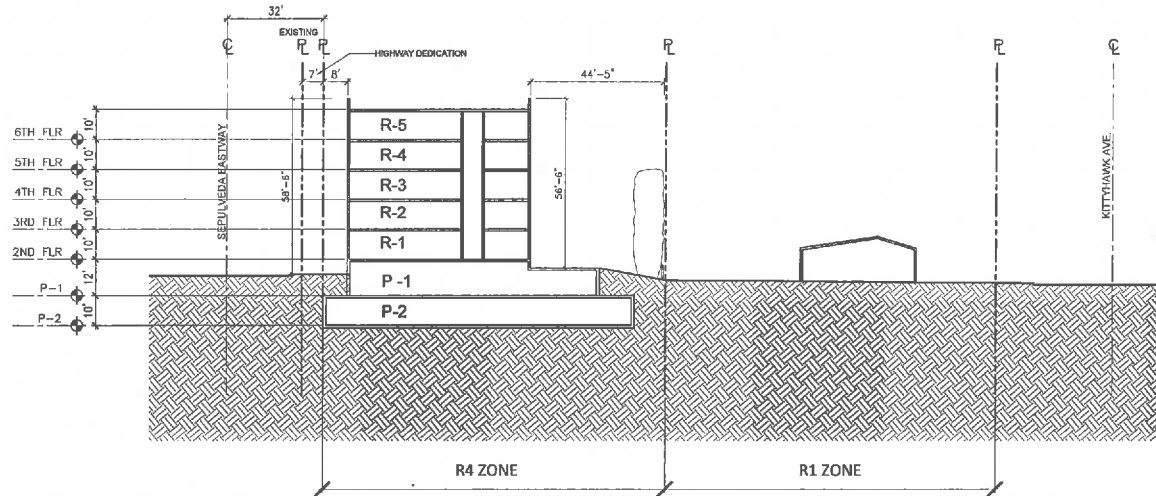 32'
EXISTING
℄
PL
PL
PL
PL
℄
HIGHWAY DEDICATION
7'
8'
44'-5"
6TH FLR
10'
R-5
5TH FLR
10'
R-4
4TH FLR
10'
R-3
3RD FLR
10'
R-2
2ND FLR
10'
R-1
SEPULVEDA EASTWAY
58'-6"
56'-6"
KITTYHAWK AVE.
P-1
12'
P-1
P-2
10'
P-2
R4 ZONE
R1 ZONE